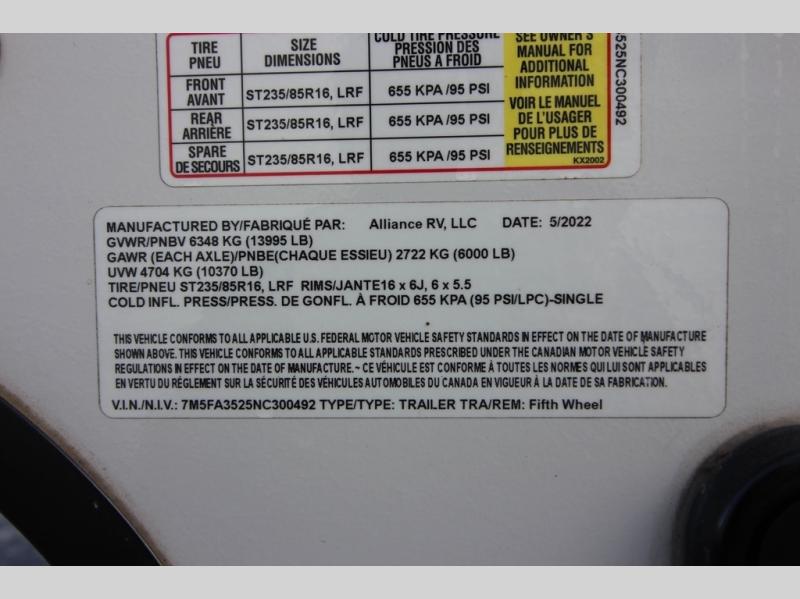 TIRE PNEU
SIZE DIMENSIONS
COLD TIRE PRESSURE
PRESSION DES
PNEUS A FROID
FRONT AVANT ST235/85R16, LRF 655 KPA /95 PSI
REAR ARRIÈRE ST235/85R16, LRF 655 KPA /95 PSI
SPARE DE SECOURS ST235/85R16, LRF 655 KPA /95 PSI
SEE OWNER'S
MANUAL FOR
ADDITIONAL
INFORMATION
VOIR LE MANUEL
DE L'USAGER
POUR PLUS DE
RENSEIGNEMENTS
KX2002
525NC300492
MANUFACTURED BY/FABRIQUÉ PAR: Alliance RV, LLC DATE: 5/2022
GVWR/PNBV 6348 KG (13995 LB)
GAWR (EACH AXLE)/PNBE(CHAQUE ESSIEU) 2722 KG (6000 LB)
UVW 4704 KG (10370 LB)
TIRE/PNEU ST235/85R16, LRF RIMS/JANTE16 x 6J, 6 x 5.5
COLD INFL. PRESS/PRESS. DE GONFL. À FROID 655 KPA (95 PSI/LPC)-SINGLE
THIS VEHICLE CONFORMS TO ALL APPLICABLE U.S. FEDERAL MOTOR VEHICLE SAFETY STANDARDS IN EFFECT ON THE DATE OF MANUFACTURE
SHOWN ABOVE. THIS VEHICLE CONFORMS TO ALL APPLICABLE STANDARDS PRESCRIBED UNDER THE CANADIAN MOTOR VEHICLE SAFETY
REGULATIONS IN EFFECT ON THE DATE OF MANUFACTURE.~ CE VÉHICULE EST CONFORME À TOUTES LES NORMES QUI LUI SONT APPLICABLES
EN VERTU DU RÈGLEMENT SUR LA SÉCURITÉ DES VÉHICULES AUTOMOBILES DU CANADA EN VIGUEUR À LA DATE DE SA FABRICATION.
V.I.N./N.I.V.: 7M5FA3525NC300492 TYPE/TYPE: TRAILER TRA/REM: Fifth Wheel